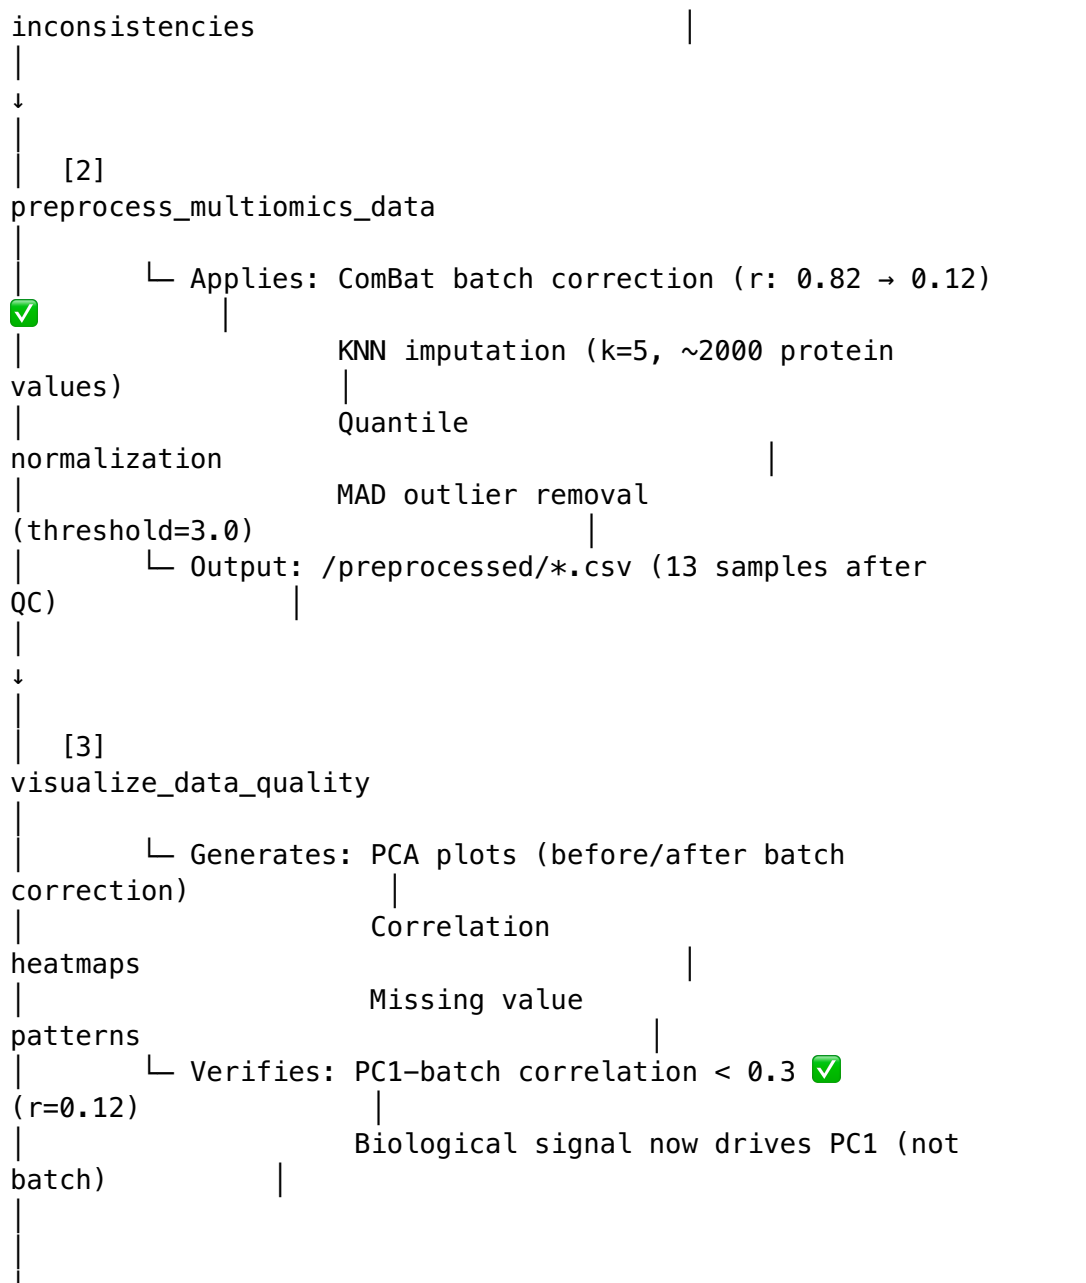 inconsistencies                          │
│
↓
│
│  [2]
preprocess_multiomics_data
│
│       └─ Applies: ComBat batch correction (r: 0.82 → 0.12)
✅           │
│                   KNN imputation (k=5, ~2000 protein
values)             │
│                   Quantile
normalization                                 │
│                   MAD outlier removal
(threshold=3.0)                    │
│       └─ Output: /preprocessed/*.csv (13 samples after
QC)              │
│
↓
│
│  [3]
visualize_data_quality
│
│       └─ Generates: PCA plots (before/after batch
correction)            │
│                     Correlation
heatmaps                                 │
│                     Missing value
patterns                               │
│       └─ Verifies: PC1-batch correlation < 0.3 ✅
(r=0.12)              │
│                    Biological signal now drives PC1 (not
batch)          │
│
│
│